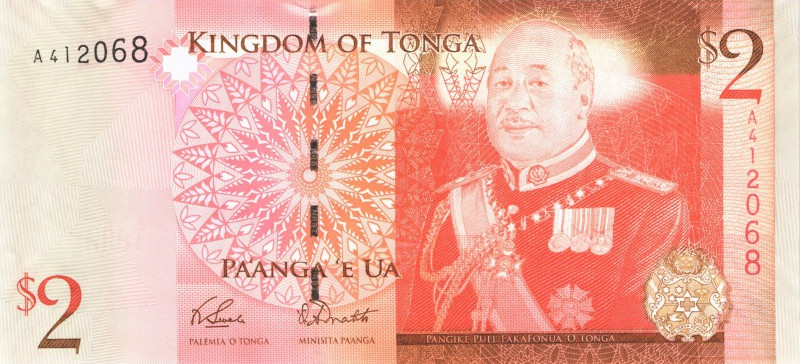 A412068
KINGDOM OF TONGA
$2
A412068
PA'ANGA 'E UA
$2
PALEMIA O TONGA
MINISITA PA'ANGA
PANGIKE PULE FAKAFONUA 'O TONGA